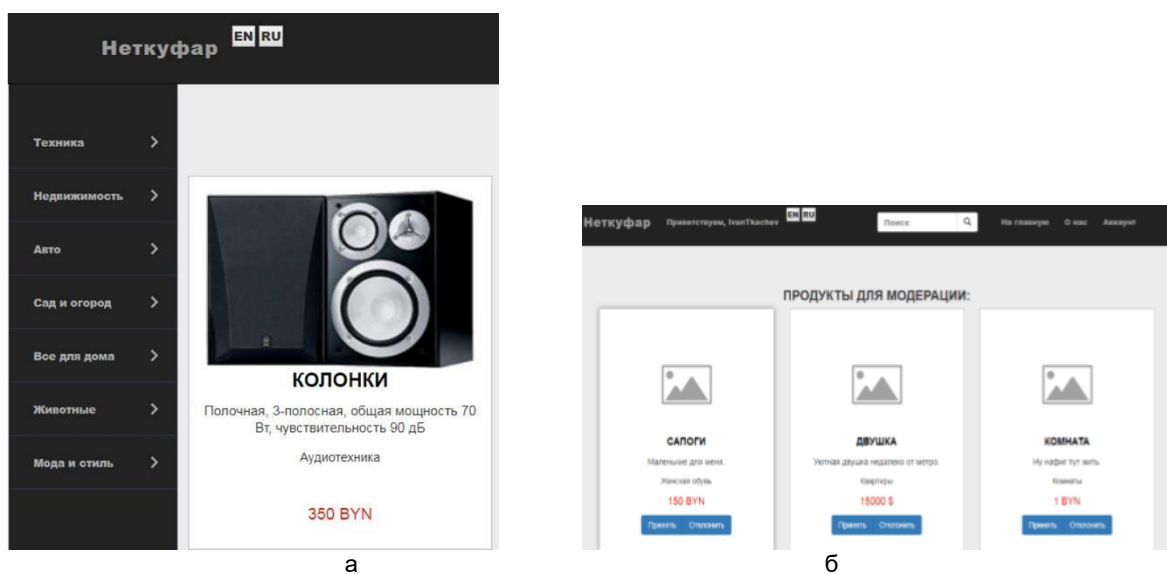 Неткуфар
EN RU
Техника
Недвижимость
Авто
Сад и огород
Все для дома
Животные
Мода и стиль
КОЛОНКИ
Полочная, 3-полосная, общая мощность 70
Вт, чувствительность 90 дБ
Аудиотехника
350 BYN
а
Неткуфар Приветствуем, IvanTkachev EN RU Поиск На главную О нас Аккаунт
ПРОДУКТЫ ДЛЯ МОДЕРАЦИИ:
САПОГИ
Маленькие для меня.
Женская обувь
150 BYN
Принять Отклонить
ДВУШКА
Уютная двушка недалеко от метро.
Квартиры
15000 $
Принять Отклонить
КОМНАТА
Ну нафиг тут жить.
Комнаты
1 BYN
Принять Отклонить
б